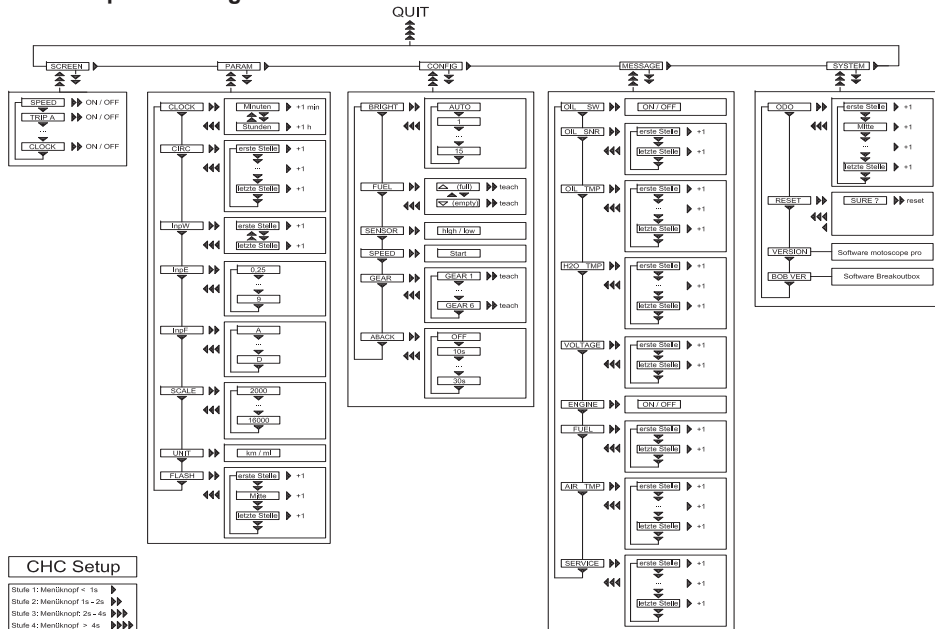 QUIT
SCREEN
SPEED ON / OFF
TRIP A ON / OFF
...
CLOCK ON / OFF
PARAM
CLOCK
Minuten +1 min
Stunden +1 h
CIRC
erste Stelle +1
... +1
letzte Stelle +1
InpW
erste Stelle +1
letzte Stelle +1
InpE
0,25
...
9
InpF
A
...
D
SCALE
2000
...
16000
UNIT
km / ml
FLASH
erste Stelle +1
Mitte +1
letzte Stelle +1
CONFIG
BRIGHT
AUTO
1
...
15
FUEL
(full) teach
(empty) teach
SENSOR
high / low
SPEED
Start
GEAR
GEAR 1 teach
...
GEAR 6 teach
ABACK
OFF
10s
...
30s
MESSAGE
OIL SW
ON / OFF
OIL SNR
erste Stelle +1
letzte Stelle +1
OIL TMP
erste Stelle +1
... +1
letzte Stelle +1
H2O TMP
erste Stelle +1
... +1
letzte Stelle +1
VOLTAGE
erste Stelle +1
letzte Stelle +1
ENGINE
ON / OFF
FUEL
erste Stelle +1
letzte Stelle +1
AIR TMP
erste Stelle +1
... +1
letzte Stelle +1
SERVICE
erste Stelle +1
... +1
letzte Stelle +1
SYSTEM
ODO
erste Stelle +1
Mitte +1
...
letzte Stelle +1
RESET
SURE ? reset
VERSION
Software motoscope pro
BOB VER
Software Breakoutbox
CHC Setup
Stufe 1: Menüknopf < 1s
Stufe 2: Menüknopf 1s - 2s
Stufe 3: Menüknopf: 2s - 4s
Stufe 4: Menüknopf > 4s